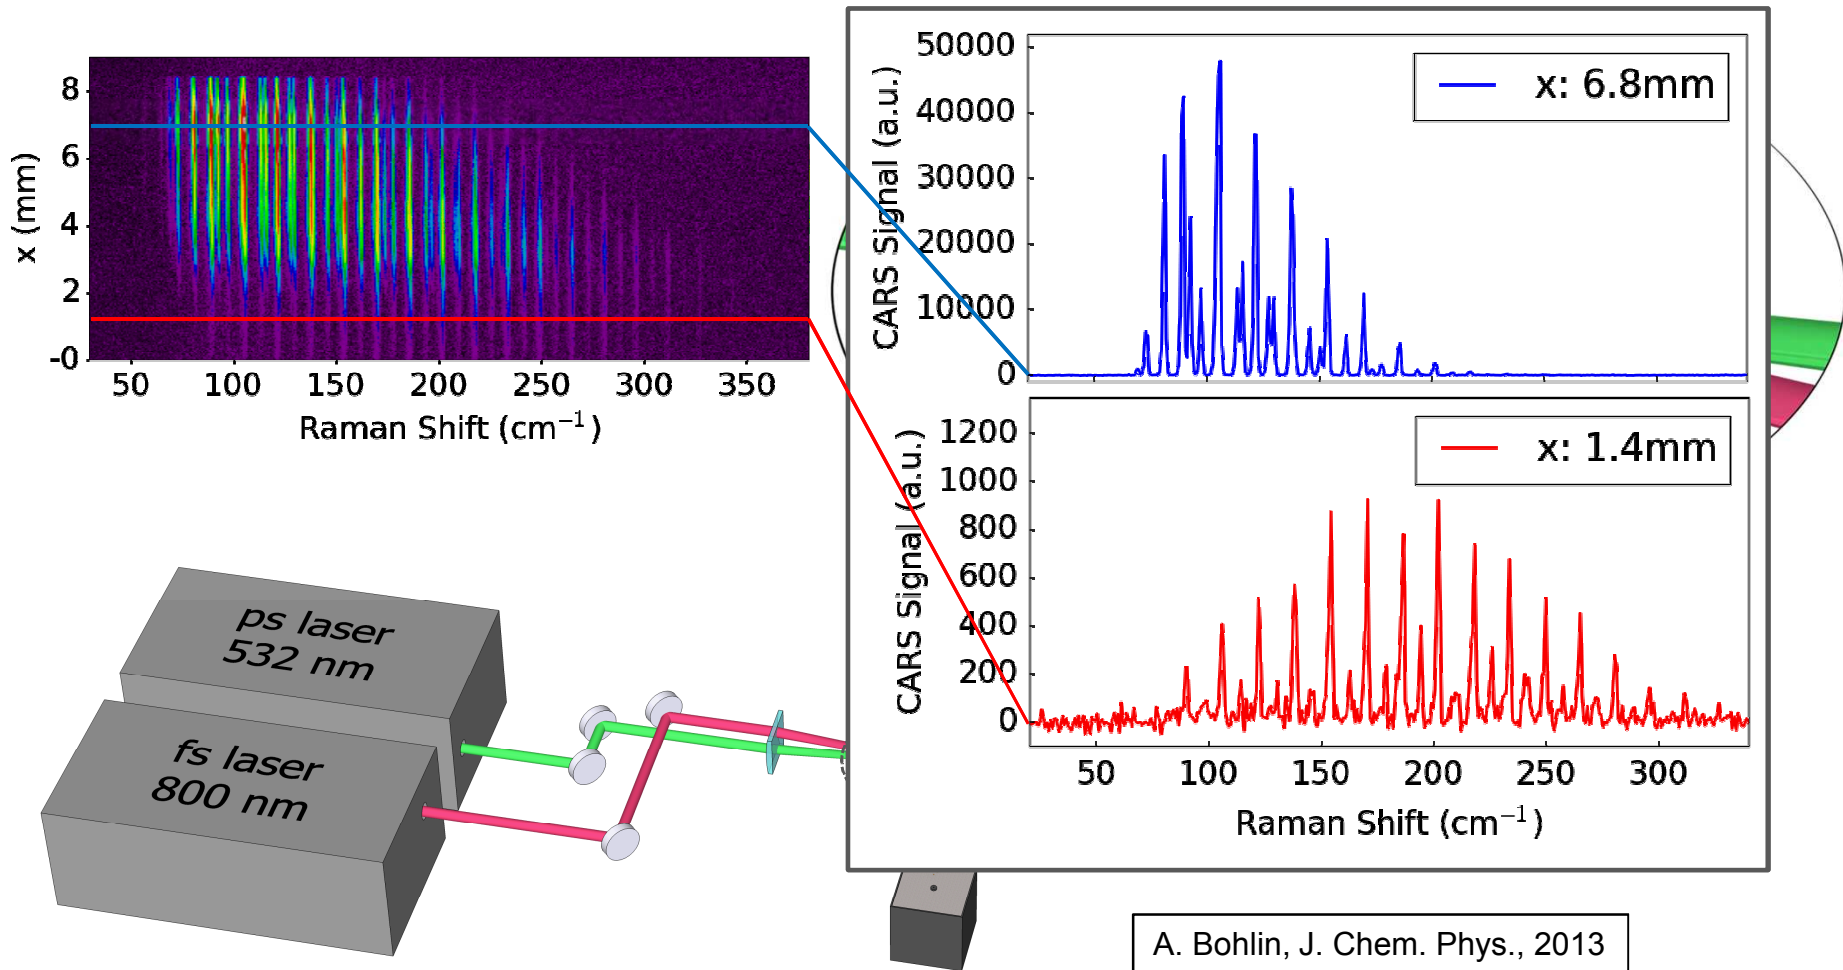 8
6
4
2
-0
x (mm)
50 100 150 200 250 300 350
Raman Shift (cm⁻¹)
50000
40000
30000
20000
10000
0
CARS Signal (a.u.)
x: 6.8mm
1200
1000
800
600
400
200
0
CARS Signal (a.u.)
x: 1.4mm
50 100 150 200 250 300
Raman Shift (cm⁻¹)
ps laser
532 nm
fs laser
800 nm
A. Bohlin, J. Chem. Phys., 2013